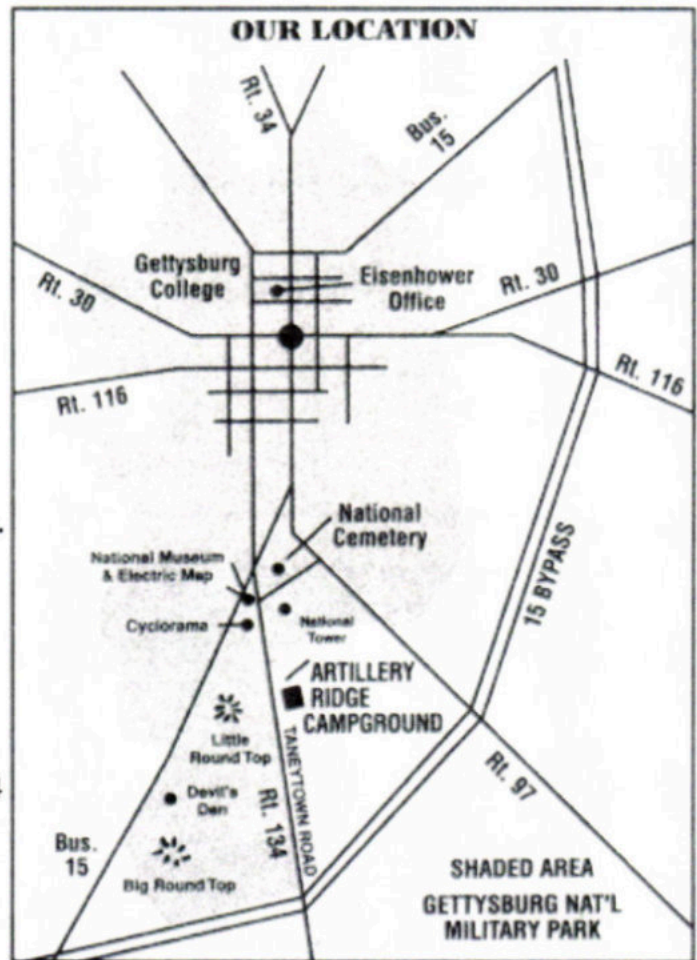 OUR LOCATION
Rt. 34
Bus.
15
Gettysburg
College
Eisenhower
Office
Rt. 30
Rt. 30
Rt. 116
Rt. 116
National
Cemetery
National Museum
& Electric Map
15 BYPASS
Cyclorama
National
Tower
ARTILLERY
RIDGE
CAMPGROUND
Little
Round Top
TANEYTOWN ROAD
Rt. 134
Rt. 97
Devil's
Den
Bus.
15
Big Round Top
SHADED AREA
GETTYSBURG NAT'L
MILITARY PARK